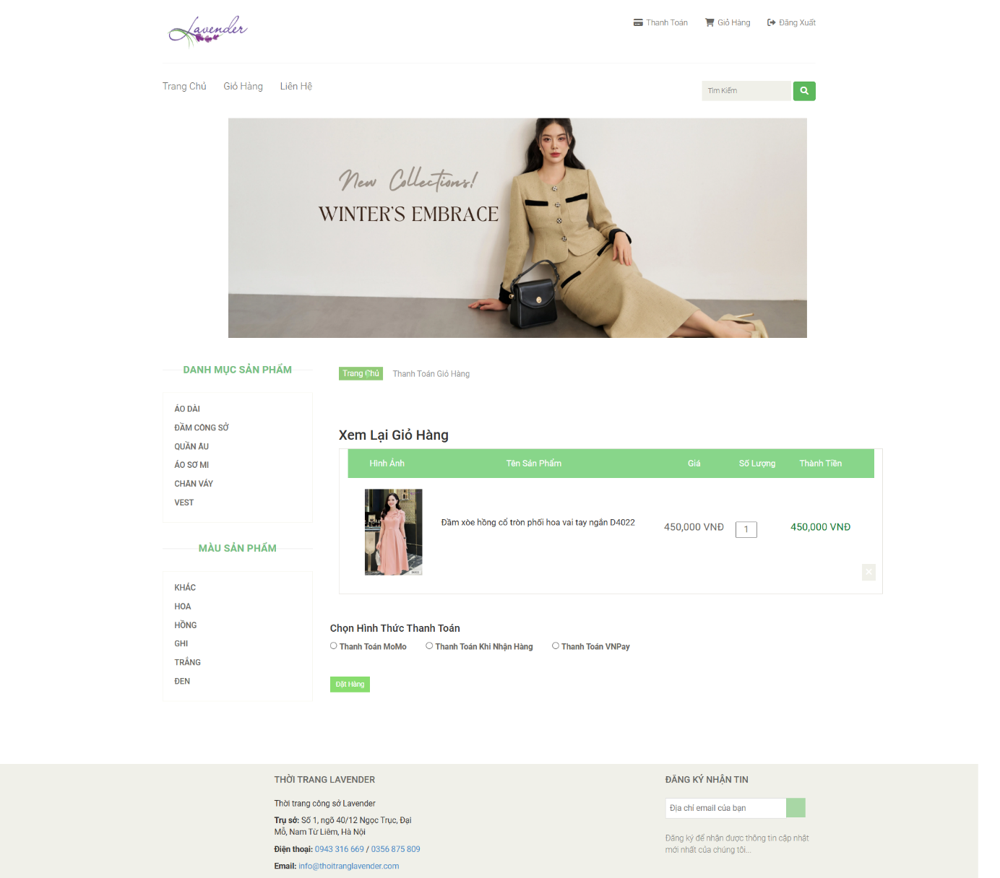 Lavender
Thanh Toán
Giỏ Hàng
Đăng Xuất
Trang Chủ
Giỏ Hàng
Liên Hệ
Tìm Kiếm
New Collections!
WINTER'S EMBRACE
DANH MỤC SẢN PHẨM
Trang Chủ
Thanh Toán Giỏ Hàng
ÁO DÀI
ĐẦM CÔNG SỞ
QUẦN ÂU
ÁO SƠ MI
CHÂN VÁY
VEST
Xem Lại Giỏ Hàng
Hình Ảnh
Tên Sản Phẩm
Giá
Số Lượng
Thành Tiền
Đầm xòe hồng cổ tròn phối hoa vai tay ngắn D4022
450,000 VNĐ
1
450,000 VNĐ
MÀU SẢN PHẨM
KHÁC
HOA
HỒNG
GHI
TRẮNG
ĐEN
Chọn Hình Thức Thanh Toán
Thanh Toán MoMo
Thanh Toán Khi Nhận Hàng
Thanh Toán VNPay
Đặt Hàng
THỜI TRANG LAVENDER
Thời trang công sở Lavender
Trụ sở: Số 1, ngõ 40/12 Ngọc Trục, Đại
Mỗ, Nam Từ Liêm, Hà Nội
Điện thoại: 0943 316 669 / 0356 875 809
Email: info@thoitranglavender.com
ĐĂNG KÝ NHẬN TIN
Địa chỉ email của bạn
Đăng ký để nhận được thông tin cập nhật
mới nhất của chúng tôi...